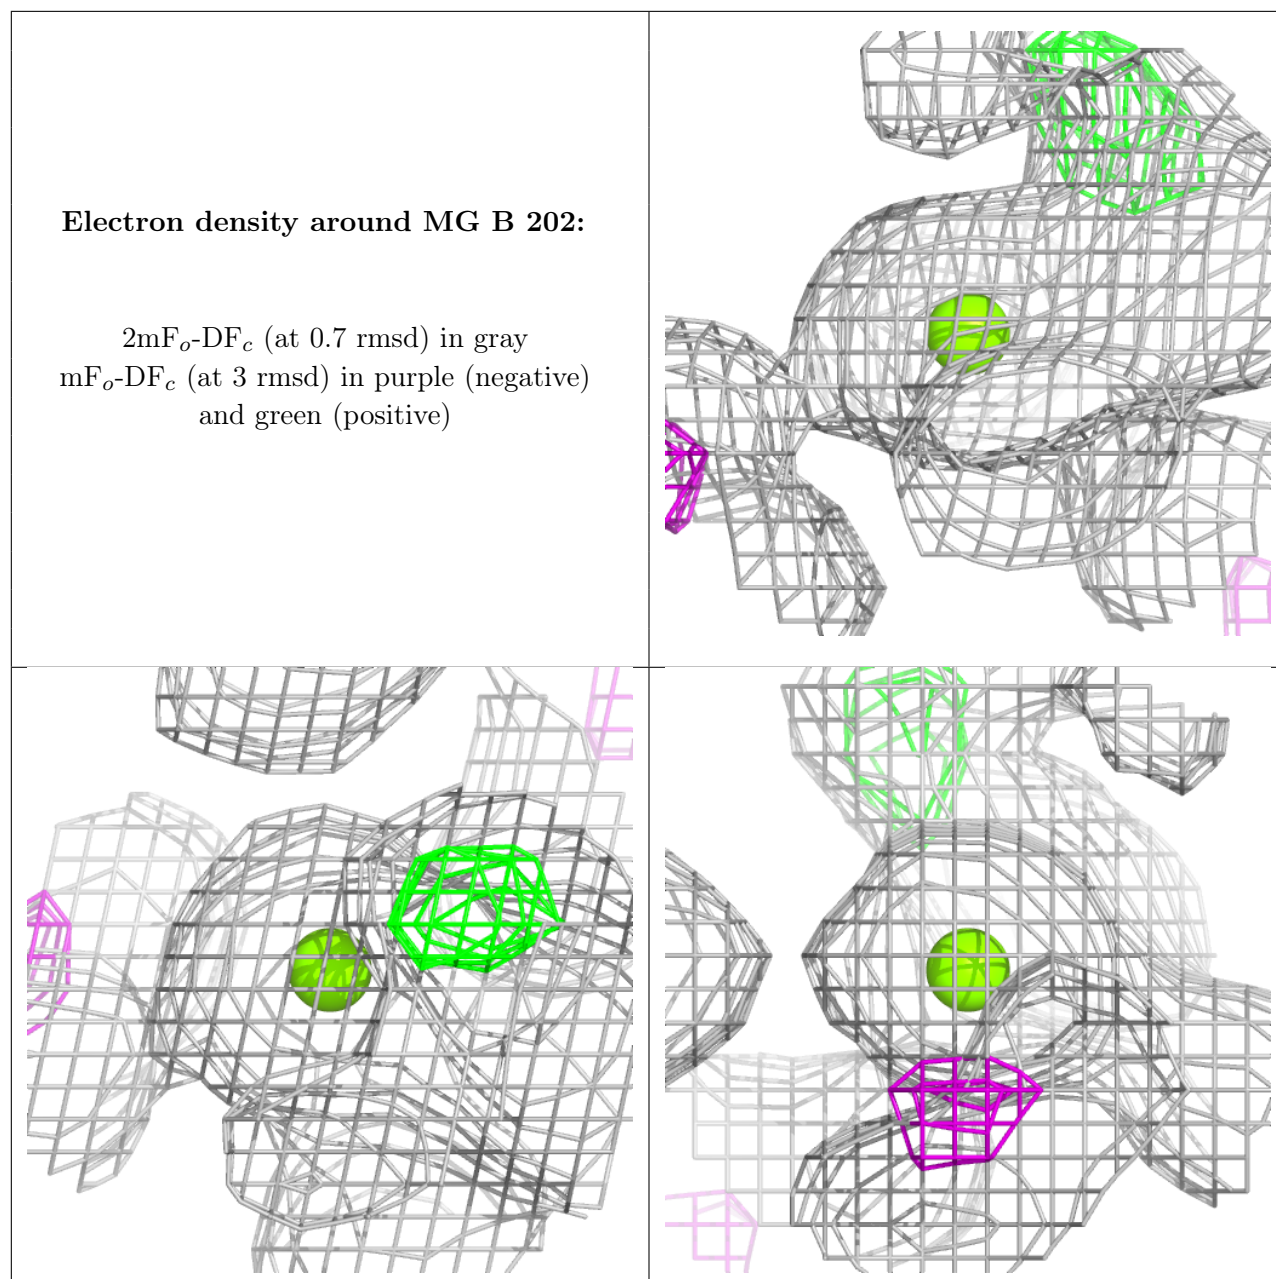 Electron density around MG B 202:
2mFo-DFc (at 0.7 rmsd) in gray
mFo-DFc (at 3 rmsd) in purple (negative)
and green (positive)